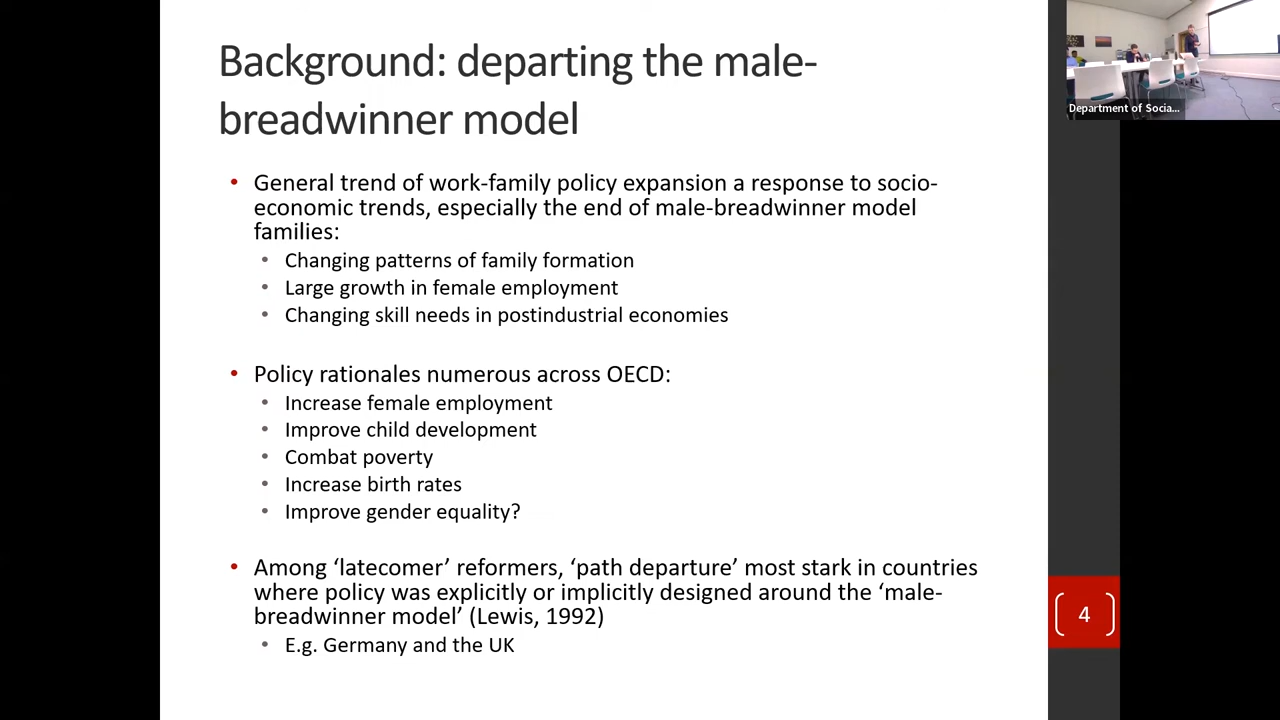 Background: departing the male-
breadwinner model
• General trend of work-family policy expansion a response to socio-
economic trends, especially the end of male-breadwinner model
families:
• Changing patterns of family formation
• Large growth in female employment
• Changing skill needs in postindustrial economies
• Policy rationales numerous across OECD:
• Increase female employment
• Improve child development
• Combat poverty
• Increase birth rates
• Improve gender equality?
• Among ‘latecomer’ reformers, ‘path departure’ most stark in countries
where policy was explicitly or implicitly designed around the ‘male-
breadwinner model’ (Lewis, 1992)
• E.g. Germany and the UK
4
Department of Socia...